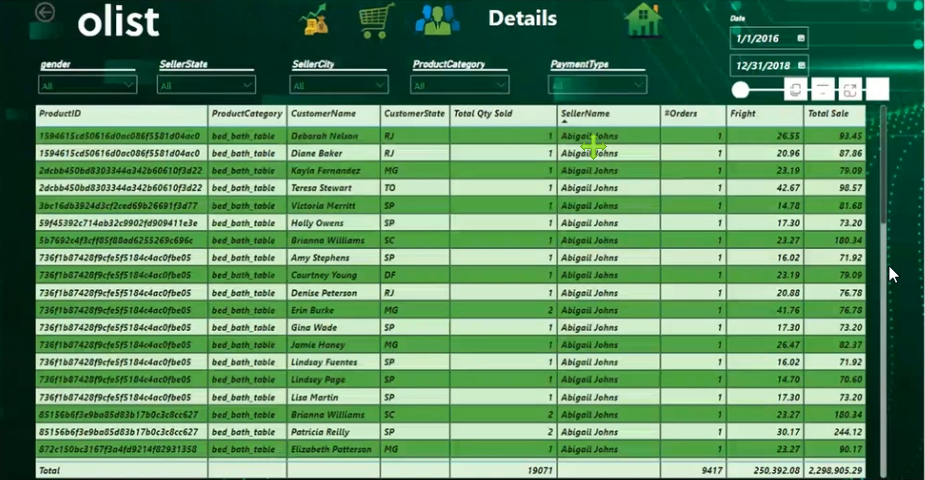 olist
Details
Date
1/1/2016
12/31/2018
gender SellerState SellerCity ProductCategory PaymentType
All All All All All
ProductID ProductCategory CustomerName CustomerState Total Qty Sold SellerName #Orders Fright Total Sale
1594615cd50616d0ac086f5581d04ac0 bed_bath_table Deborah Nelson RJ 1 Abigail Johns 1 26.55 93.45
1594615cd50616d0ac086f5581d04ac0 bed_bath_table Diane Baker RJ 1 Abigail Johns 1 20.96 87.86
2dcbb450bd8303344a342b60610f3d22 bed_bath_table Kayla Fernandez MG 1 Abigail Johns 1 23.19 79.09
2dcbb450bd8303344a342b60610f3d22 bed_bath_table Teresa Stewart TO 1 Abigail Johns 1 42.67 98.57
3bc16db3924d3cf2ced69b26691f3d77 bed_bath_table Victoria Merritt SP 1 Abigail Johns 1 14.78 81.68
59f45392c714ab32c9902fd909411e3e bed_bath_table Holly Owens SP 1 Abigail Johns 1 17.30 73.20
5b7692c4f3cff85f88ad6255269c696c bed_bath_table Brianna Williams SC 1 Abigail Johns 1 23.27 180.34
736f1b87428f9cfe5f5184c4ac0fbe05 bed_bath_table Amy Stephens SP 1 Abigail Johns 1 16.02 71.92
736f1b87428f9cfe5f5184c4ac0fbe05 bed_bath_table Courtney Young DF 1 Abigail Johns 1 23.19 79.09
736f1b87428f9cfe5f5184c4ac0fbe05 bed_bath_table Denise Peterson RJ 1 Abigail Johns 1 20.88 76.78
736f1b87428f9cfe5f5184c4ac0fbe05 bed_bath_table Erin Burke MG 2 Abigail Johns 1 41.76 76.78
736f1b87428f9cfe5f5184c4ac0fbe05 bed_bath_table Gina Wade SP 1 Abigail Johns 1 17.30 73.20
736f1b87428f9cfe5f5184c4ac0fbe05 bed_bath_table Jamie Haney MG 1 Abigail Johns 1 26.47 82.37
736f1b87428f9cfe5f5184c4ac0fbe05 bed_bath_table Lindsay Fuentes SP 1 Abigail Johns 1 16.02 71.92
736f1b87428f9cfe5f5184c4ac0fbe05 bed_bath_table Lindsey Page SP 1 Abigail Johns 1 14.70 70.60
736f1b87428f9cfe5f5184c4ac0fbe05 bed_bath_table Lisa Martin SP 1 Abigail Johns 1 17.30 73.20
85156b6f3e9ba85d83b17b0c3c8cc627 bed_bath_table Brianna Williams SC 2 Abigail Johns 1 23.27 180.34
85156b6f3e9ba85d83b17b0c3c8cc627 bed_bath_table Patricia Reilly SP 2 Abigail Johns 1 30.17 244.12
872c150bc3167f3a4fd9214f82931358 bed_bath_table Elizabeth Patterson MG 1 Abigail Johns 1 23.27 90.17
Total 19071 9417 250,392.08 2,298,905.29